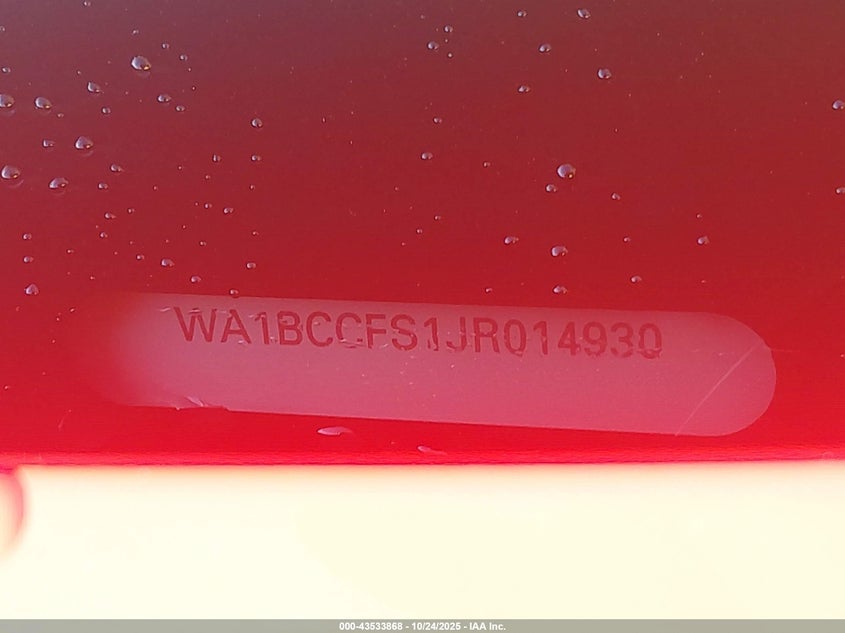 WA1BCCFS1JR014930
000-43533868 - 10/24/2025 - IAA Inc.